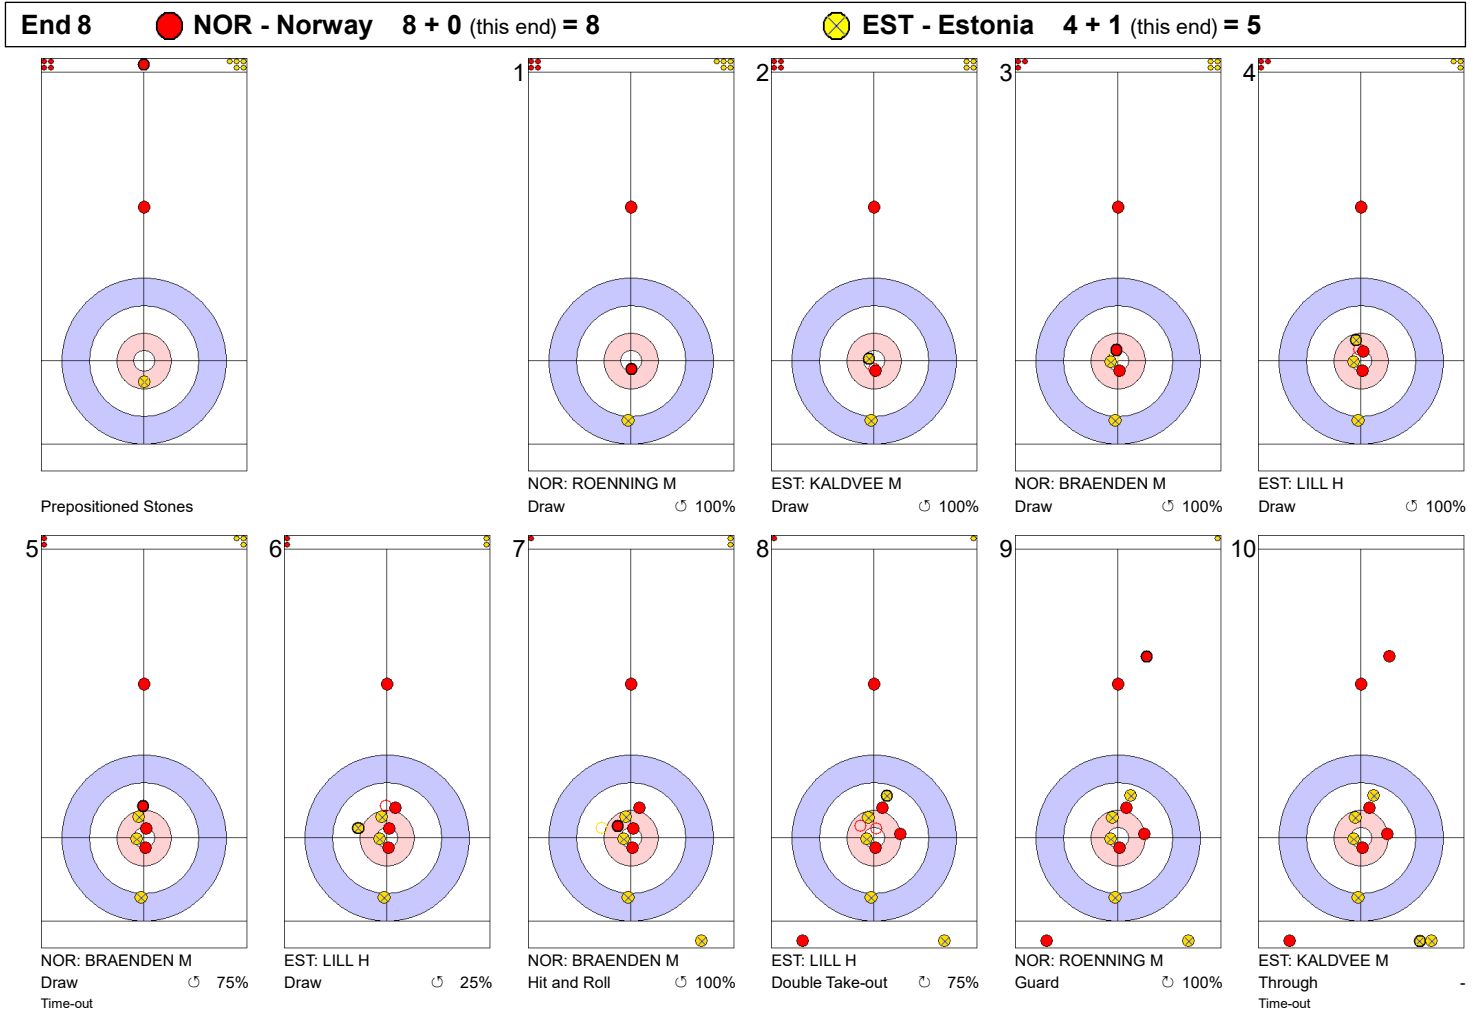 End 8 NOR - Norway 8 + 0 (this end) = 8 EST - Estonia 4 + 1 (this end) = 5
1 2 3 4
Prepositioned Stones
NOR: ROENNING M
Draw 100%
EST: KALDVEE M
Draw 100%
NOR: BRAENDEN M
Draw 100%
EST: LILL H
Draw 100%
5 6 7 8 9 10
NOR: BRAENDEN M
Draw 75%
Time-out
EST: LILL H
Draw 25%
NOR: BRAENDEN M
Hit and Roll 100%
EST: LILL H
Double Take-out 75%
NOR: ROENNING M
Guard 100%
EST: KALDVEE M
Through -
Time-out